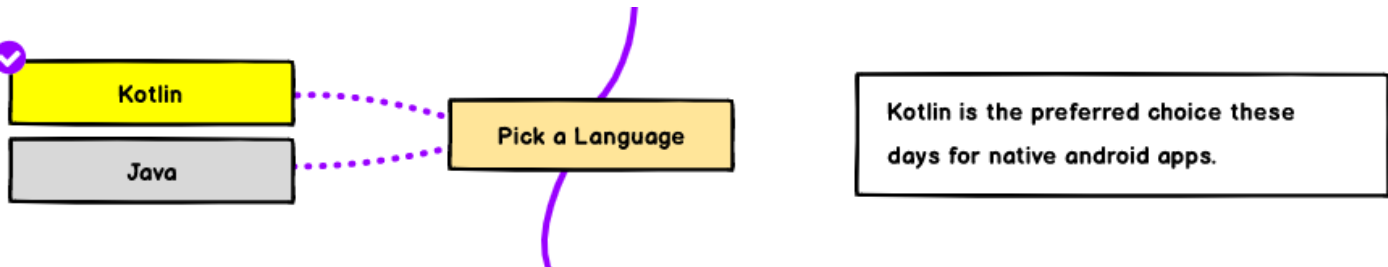 Kotlin
Java
Pick a Language
Kotlin is the preferred choice these
days for native android apps.